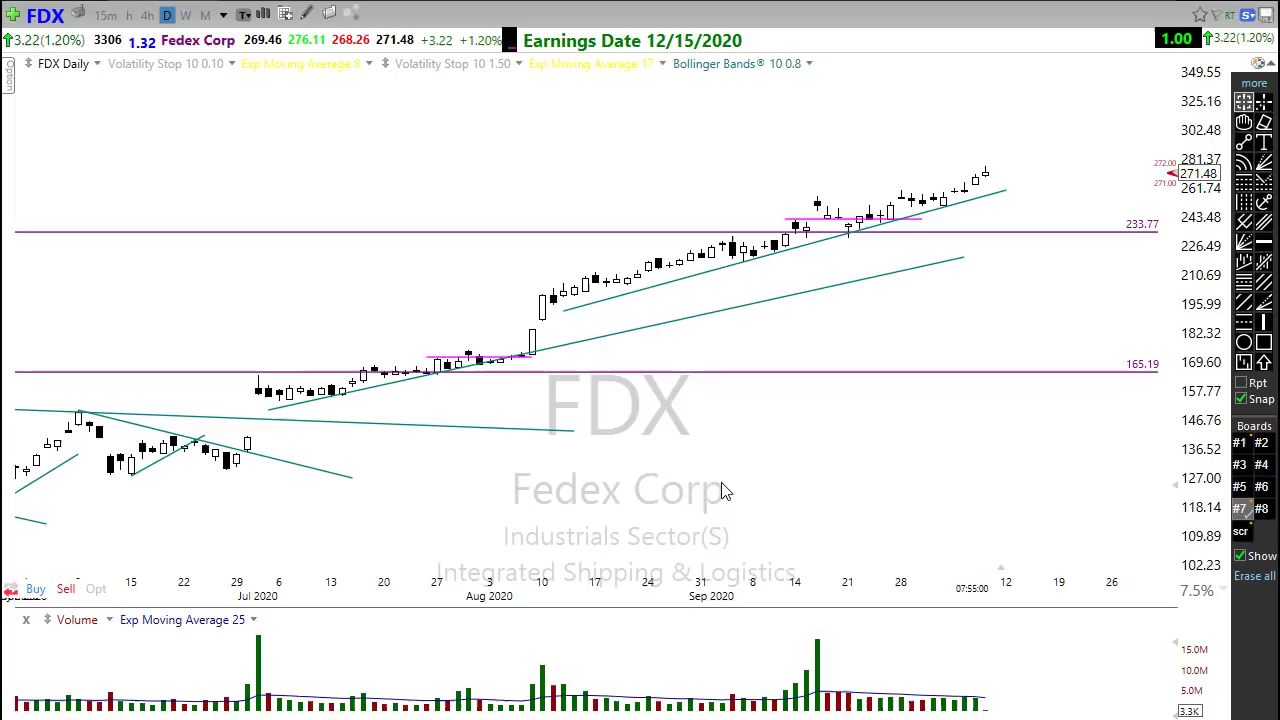 FDX 15m h 4h D W M T RT S
3.22(1.20%) 3306 1.32 Fedex Corp 269.46 276.11 268.26 271.48 +3.22 +1.20% Earnings Date 12/15/2020 1.00 3.22(1.20%)
Option
FDX Daily Volatility Stop 10 0.10 Exp Moving Average 8 Volatility Stop 10 1.50 Exp Moving Average 17 Bollinger Bands® 10 0.8
349.55
325.16
302.48
281.37
272.00
271.48
271.00
261.74
243.48
233.77
226.49
210.69
195.99
182.32
169.60
165.19
157.77
146.76
136.52
127.00
118.14
109.89
102.23
FDX
Fedex Corp
Industrials Sector(S)
Integrated Shipping & Logistics
15 22 29 6 13 20 27 3 10 17 24 31 8 14 21 28 12 19 26
Jul 2020 Aug 2020 Sep 2020 07:55:00
7.5%
Buy Sell Opt
x Volume Exp Moving Average 25
15.0M
10.0M
5.0M
3.3K
more
T
Rpt
Snap
Boards
#1 #2
#3 #4
#5 #6
#7 #8
scr
Show
Erase all